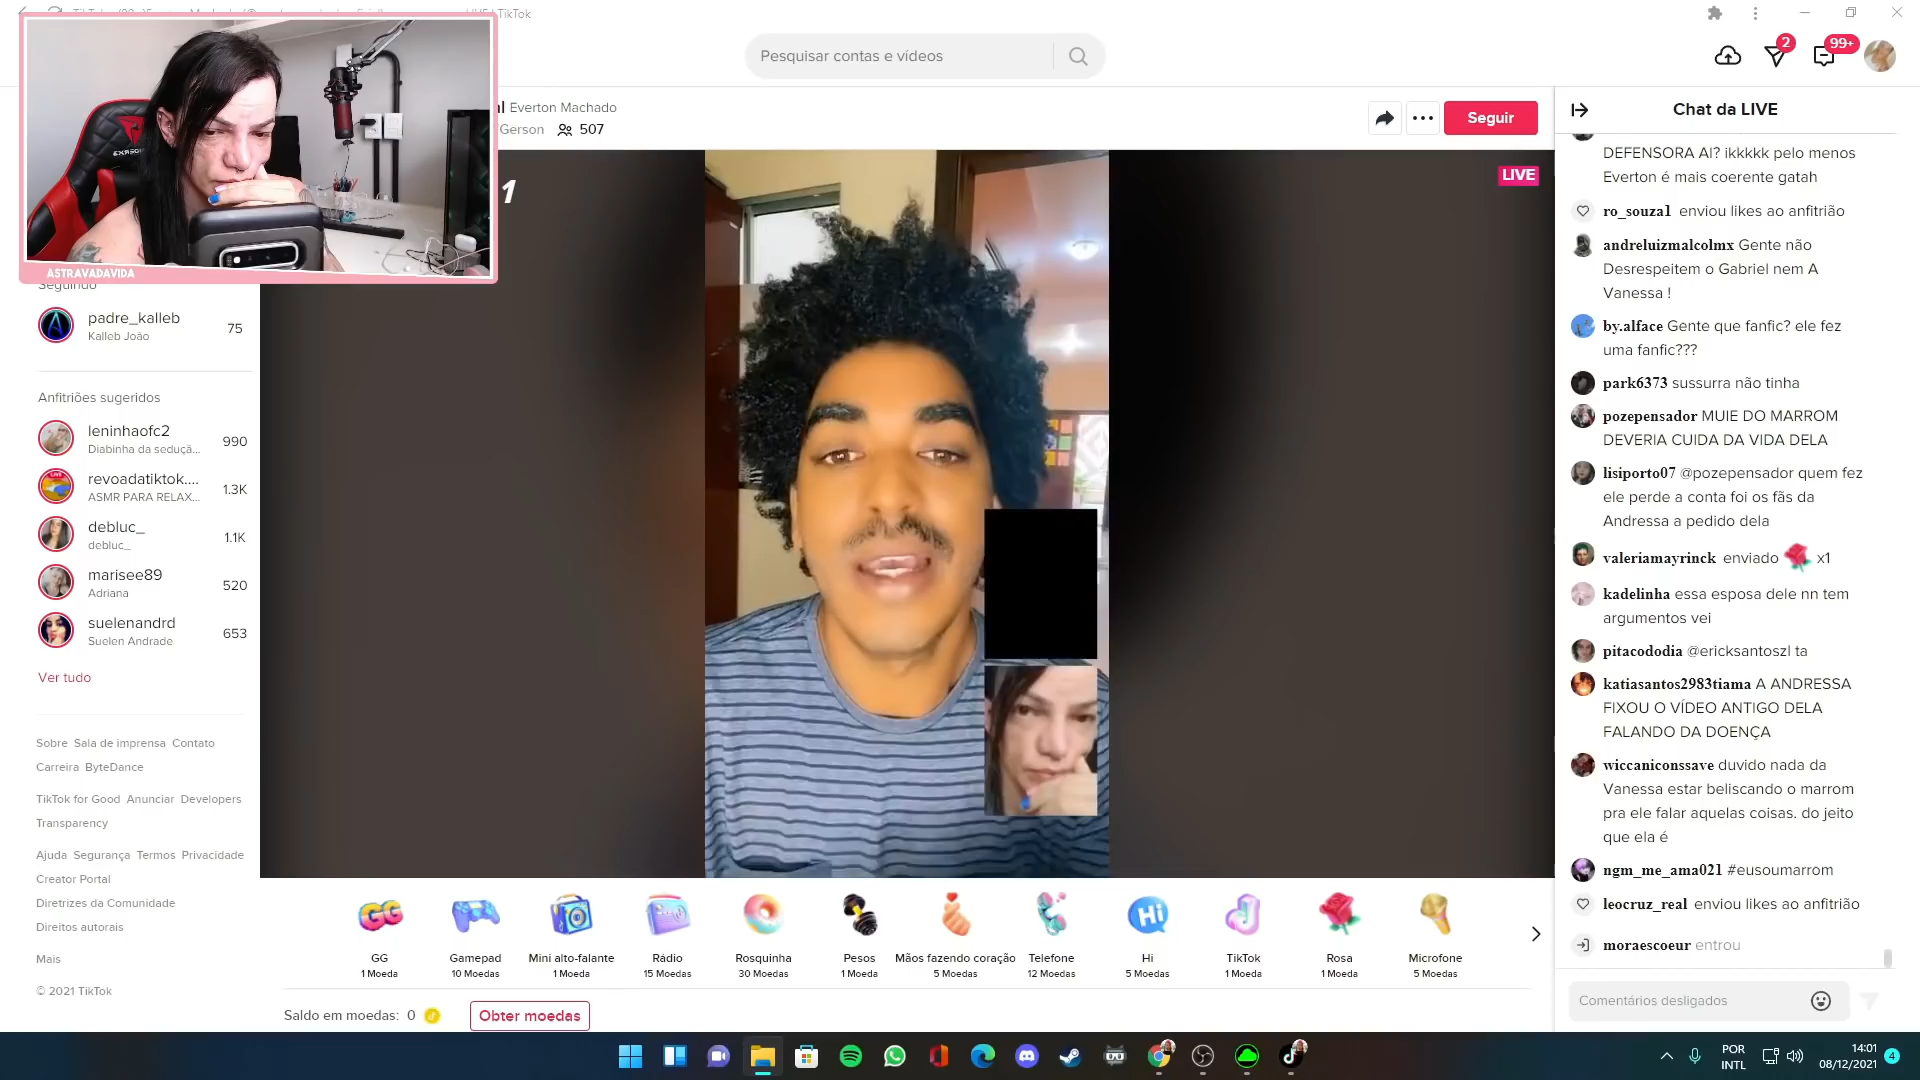 LIVE | TikTok
Pesquisar contas e vídeos
2
99+
Everton Machado
Gerson 507
Seguir
Chat da LIVE
1
LIVE
ASTRAVADAVIDA
Seguindo
padre_kalleb
Kalleb João
75
Anfitriões sugeridos
leninhaofc2
Diabinha da seduçã...
990
revoadatiktok....
ASMR PARA RELAX...
1.3K
debluc_
debluc_
1.1K
marisee89
Adriana
520
suelenandrd
Suelen Andrade
653
Ver tudo
Sobre Sala de imprensa Contato
Carreira ByteDance
TikTok for Good Anunciar Developers
Transparency
Ajuda Segurança Termos Privacidade
Creator Portal
Diretrizes da Comunidade
Direitos autorais
Mais
© 2021 TikTok
DEFENSORA AI? ikkkkk pelo menos
Everton é mais coerente gatah
ro_souza1 enviou likes ao anfitrião
andreluizmalcolmx Gente não
Desrespeitem o Gabriel nem A
Vanessa !
by.alface Gente que fanfic? ele fez
uma fanfic???
park6373 sussurra não tinha
pozepensador MUIE DO MARROM
DEVERIA CUIDA DA VIDA DELA
lisiporto07 @pozepensador quem fez
ele perde a conta foi os fãs da
Andressa a pedido dela
valeriamayrinck enviado x1
kadelinha essa esposa dele nn tem
argumentos vei
pitacododia @ericksantoszl ta
katiasantos2983tiama A ANDRESSA
FIXOU O VÍDEO ANTIGO DELA
FALANDO DA DOENÇA
wiccaniconssave duvido nada da
Vanessa estar beliscando o marrom
pra ele falar aquelas coisas. do jeito
que ela é
ngm_me_ama021 #eusoumarrom
leocruz_real enviou likes ao anfitrião
moraescoeur entrou
Comentários desligados
GG
Hi
GG Gamepad Mini alto-falante Rádio Rosquinha Pesos Mãos fazendo coração Telefone Hi TikTok Rosa Microfone
1 Moeda 10 Moedas 1 Moeda 15 Moedas 30 Moedas 1 Moeda 5 Moedas 12 Moedas 5 Moedas 1 Moeda 1 Moeda 5 Moedas
Saldo em moedas: 0
Obter moedas
POR
INTL
14:01
08/12/2021
4